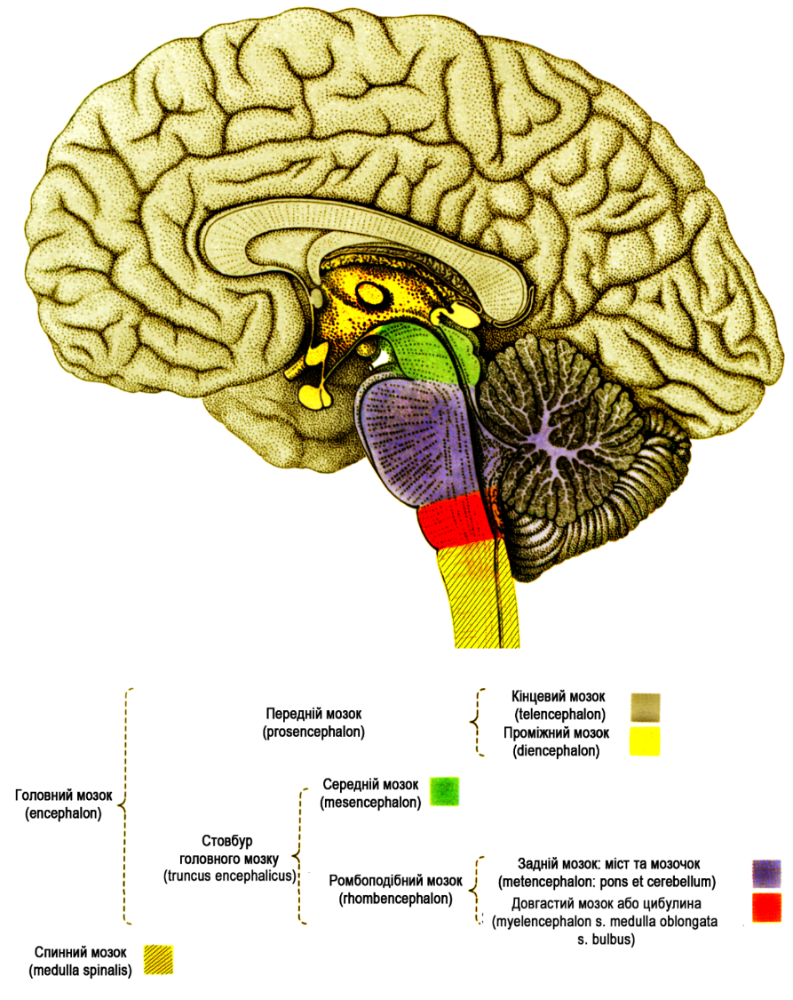 Кінцевий мозок
(telencephalon)
Передній мозок
(prosencephalon)
Проміжний мозок
(diencephalon)
Середній мозок
(mesencephalon)
Головний мозок
(encephalon)
Стовбур
головного мозку
(truncus encephalicus)
Ромбоподібний мозок
(rhombencephalon)
Задній мозок: міст та мозочок
(metencephalon: pons et cerebellum)
Довгастий мозок або цибулина
(myelencephalon s. medulla oblongata
s. bulbus)
Спинний мозок
(medulla spinalis)